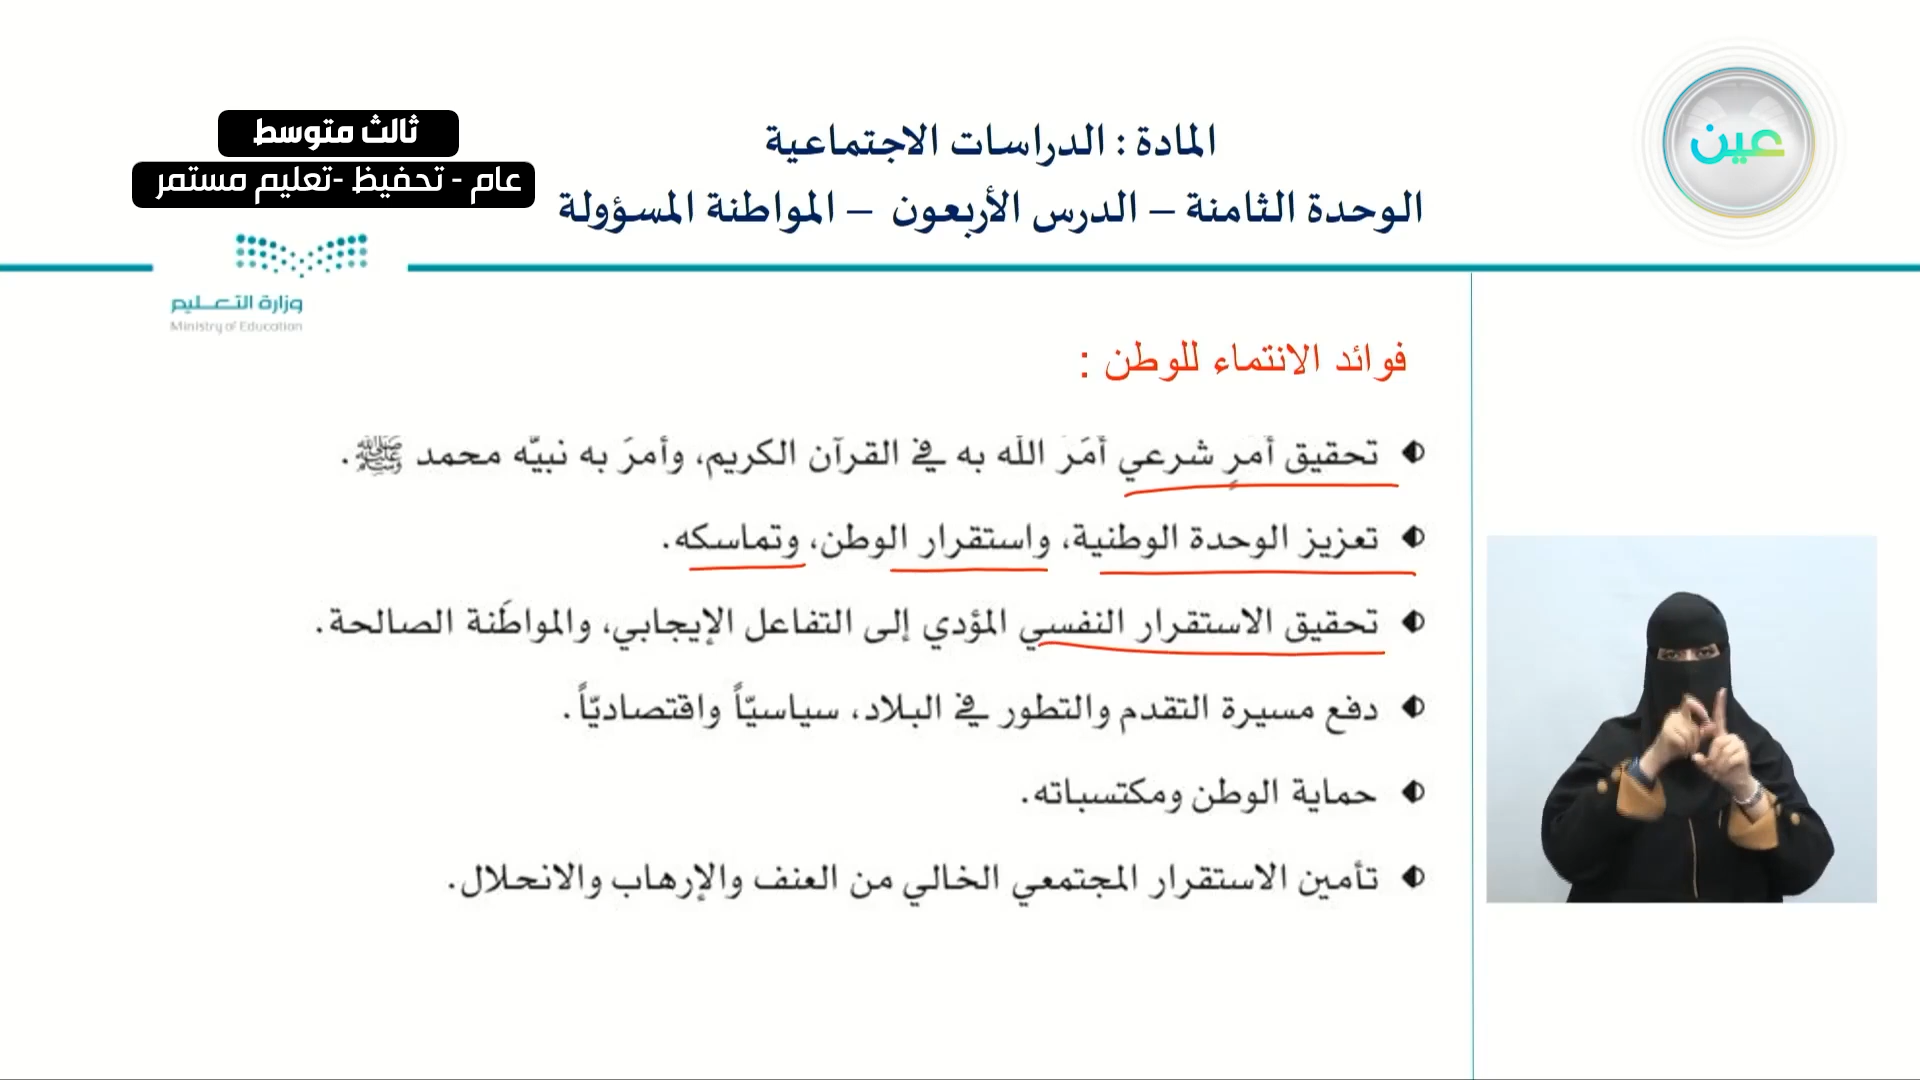 ثالث متوسط
عام - تحفيظ -تعليم مستمر
المادة : الدراسات الاجتماعية
الوحدة الثامنة – الدرس الأربعون – المواطنة المسؤولة
عين
وزارة التعليم
Ministry of Education
فوائد الانتماء للوطن :
تحقيق أمرٍ شرعي أمَرَ الله به في القرآن الكريم، وأمرَ به نبيَّه محمد ﷺ.
تعزيز الوحدة الوطنية، واستقرار الوطن، وتماسكه.
تحقيق الاستقرار النفسي المؤدي إلى التفاعل الإيجابي، والمواطَنة الصالحة.
دفع مسيرة التقدم والتطور في البلاد، سياسيّاً واقتصاديّاً.
حماية الوطن ومكتسباته.
تأمين الاستقرار المجتمعي الخالي من العنف والإرهاب والانحلال.